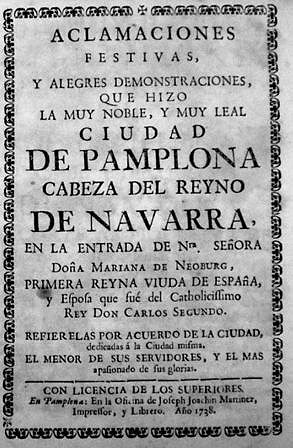 ACLAMACIONES
FESTIVAS,
Y ALEGRES DEMONSTRACIONES,
QUE HIZO
LA MUY NOBLE, Y MUY LEAL
CIUDAD
DE PAMPLONA
CABEZA DEL REYNO
DE NAVARRA,
EN LA ENTRADA DE Nra. SEÑORA
DOÑA MARIANA DE NEOBURG,
PRIMERA REYNA VIUDA DE ESPAÑA,
y Esposa que fué del Catholicissimo
REY DON CARLOS SEGUNDO.
REFIERELAS POR ACUERDO DE LA CIUDAD,
dedicadas à la Ciudad misma.
EL MENOR DE SUS SERVIDORES, Y EL MAS
apasionado de sus glorias.
CON LICENCIA DE LOS SUPERIORES.
En Pamplona: En la Oficina de Joseph Joachin Martinez,
Impressor, y Librero. Año 1738.